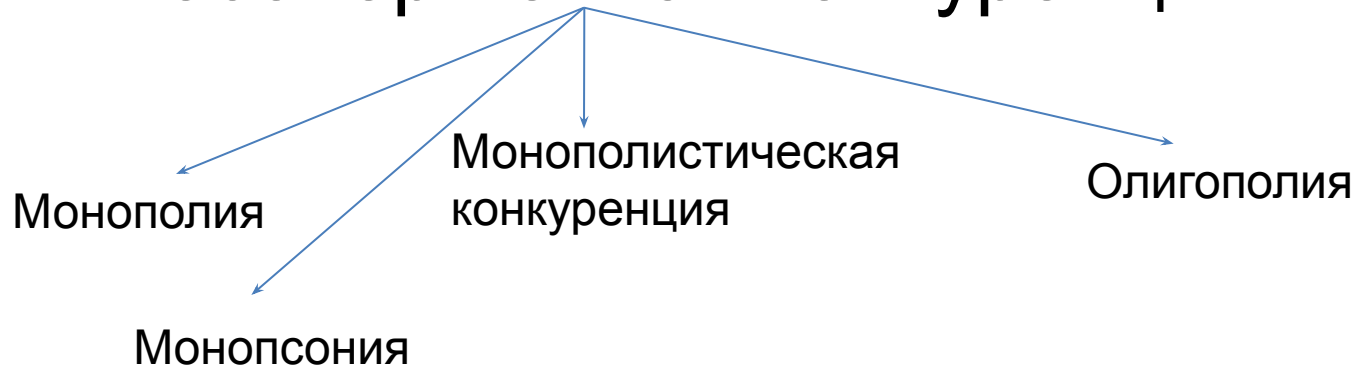 Монополистическая
конкуренция
Олигополия
Монополия
Монопсония